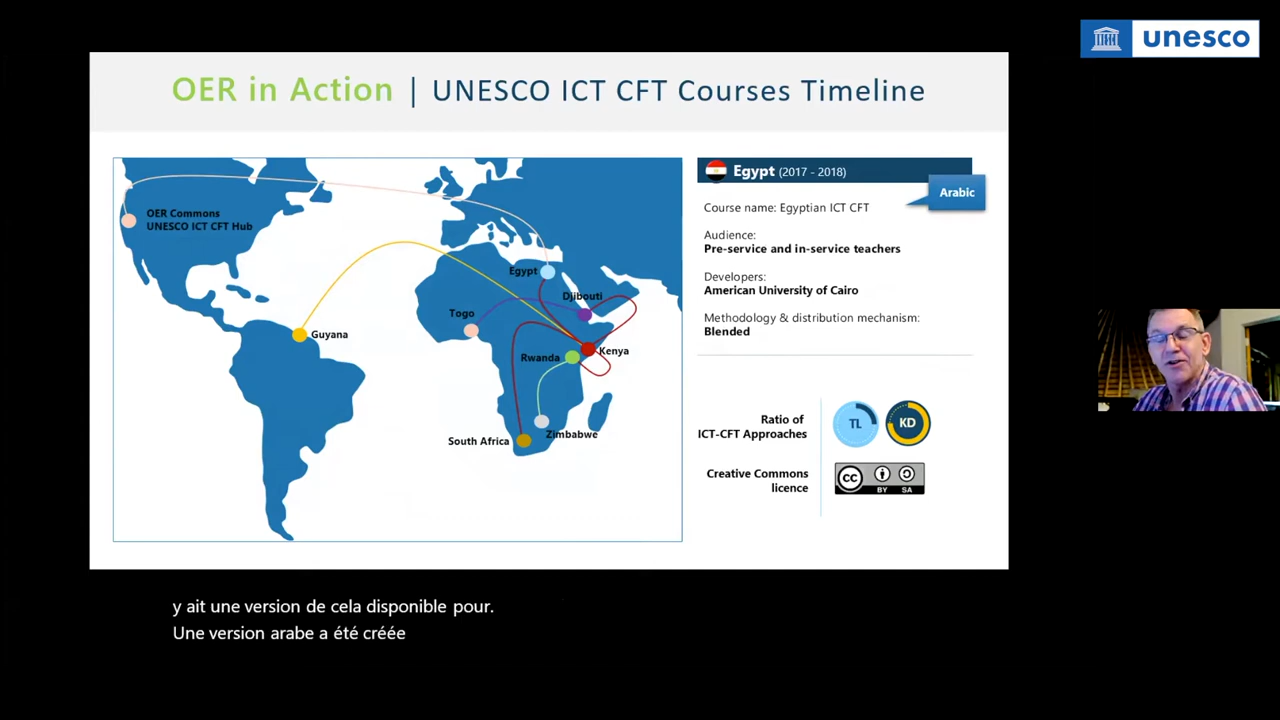 unesco
OER in Action | UNESCO ICT CFT Courses Timeline
OER Commons
UNESCO ICT CFT Hub
Egypt
Djibouti
Togo
Guyana
Kenya
Rwanda
Zimbabwe
South Africa
Egypt (2017 - 2018)
Arabic
Course name: Egyptian ICT CFT
Audience:
Pre-service and in-service teachers
Developers:
American University of Cairo
Methodology & distribution mechanism:
Blended
Ratio of
ICT-CFT Approaches
TL
KD
Creative Commons
licence
cc
BY SA
y ait une version de cela disponible pour.
Une version arabe a été créée